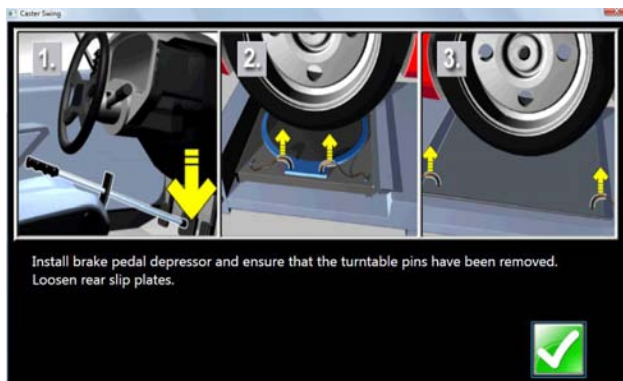 Caster Swing
1.
2.
3.
Install brake pedal depressor and ensure that the turntable pins have been removed.
Loosen rear slip plates.